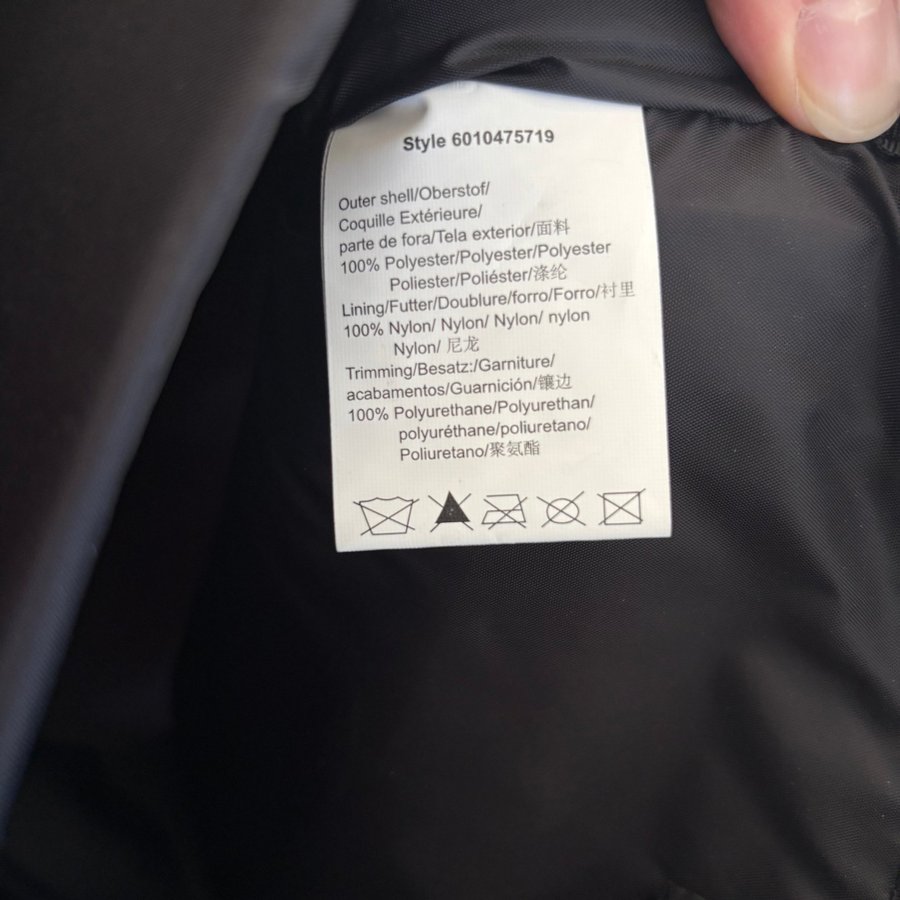 Style 6010475719
Outer shell/Oberstof/
Coquille Extérieure/
parte de fora/Tela exterior/面料
100% Polyester/Polyester/Polyester
Poliester/Poliéster/涤纶
Lining/Futter/Doublure/forro/Forro/衬里
100% Nylon/ Nylon/ Nylon/ nylon
Nylon/ 尼龙
Trimming/Besatz:/Garniture/
acabamentos/Guarnición/镶边
100% Polyurethane/Polyurethan/
polyuréthane/poliuretano/
Poliuretano/聚氨酯